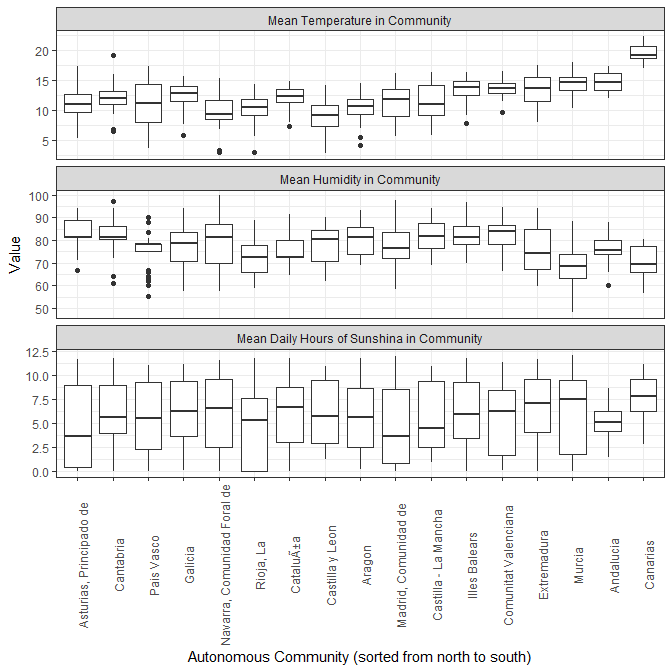 Mean Temperature in Community
20
15
10
5
Mean Humidity in Community
100
90
80
70
60
50
Value
Mean Daily Hours of Sunshina in Community
12.5
10.0
7.5
5.0
2.5
0.0
Asturias, Principado de
Cantabria
Pais Vasco
Galicia
Navarra, Comunidad Foral de
Rioja, La
CataluÃ±a
Castilla y Leon
Aragon
Madrid, Comunidad de
Castilla - La Mancha
Illes Balears
Comunitat Valenciana
Extremadura
Murcia
Andalucia
Canarias
Autonomous Community (sorted from north to south)